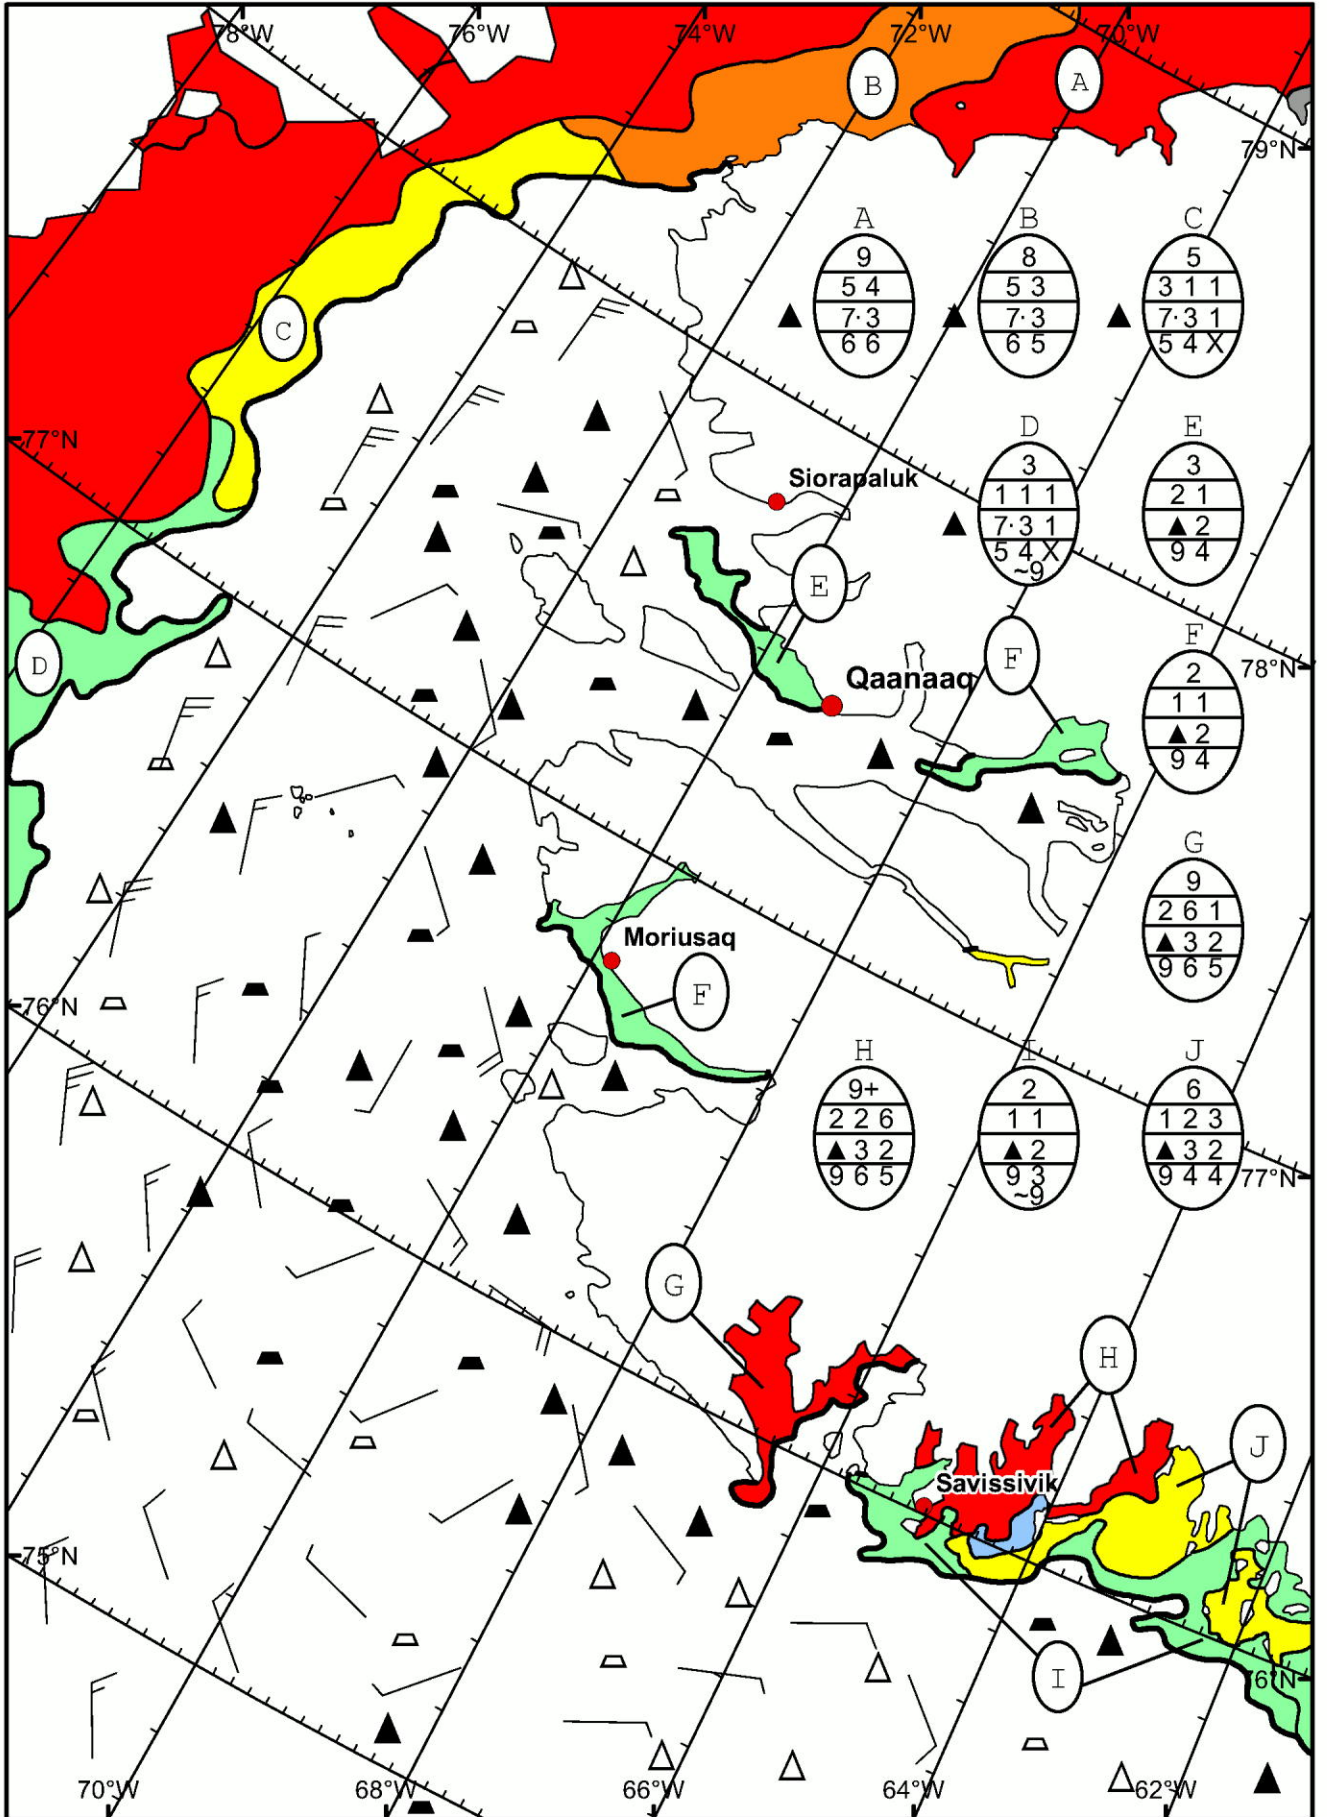 78°W 76°W 74°W 72°W 70°W
B A
79°N
A B C
9 8 5
5 4 5 3 3 1 1
7·3 7·3 7·3 1
6 6 6 5 5 4 X
C
77°N
D E
3 3
1 1 1 2 1
7·3 1 ▲ 2
5 4 X 9 4
~9
Siorapaluk
E
F
2
1 1
▲ 2
9 4
D
F
78°N
Qaanaaq
G
9
2 6 1
▲ 3 2
9 6 5
Moriusaq
F
76°N
H I J
9+ 2 6
2 2 6 1 1 1 2 3
▲ 3 2 ▲ 2 ▲ 3 2
9 6 5 9 3 9 4 4
~9
77°N
G
H
J
Savissivik
75°N
I
76°N
70°W 68°W 66°W 64°W 62°W